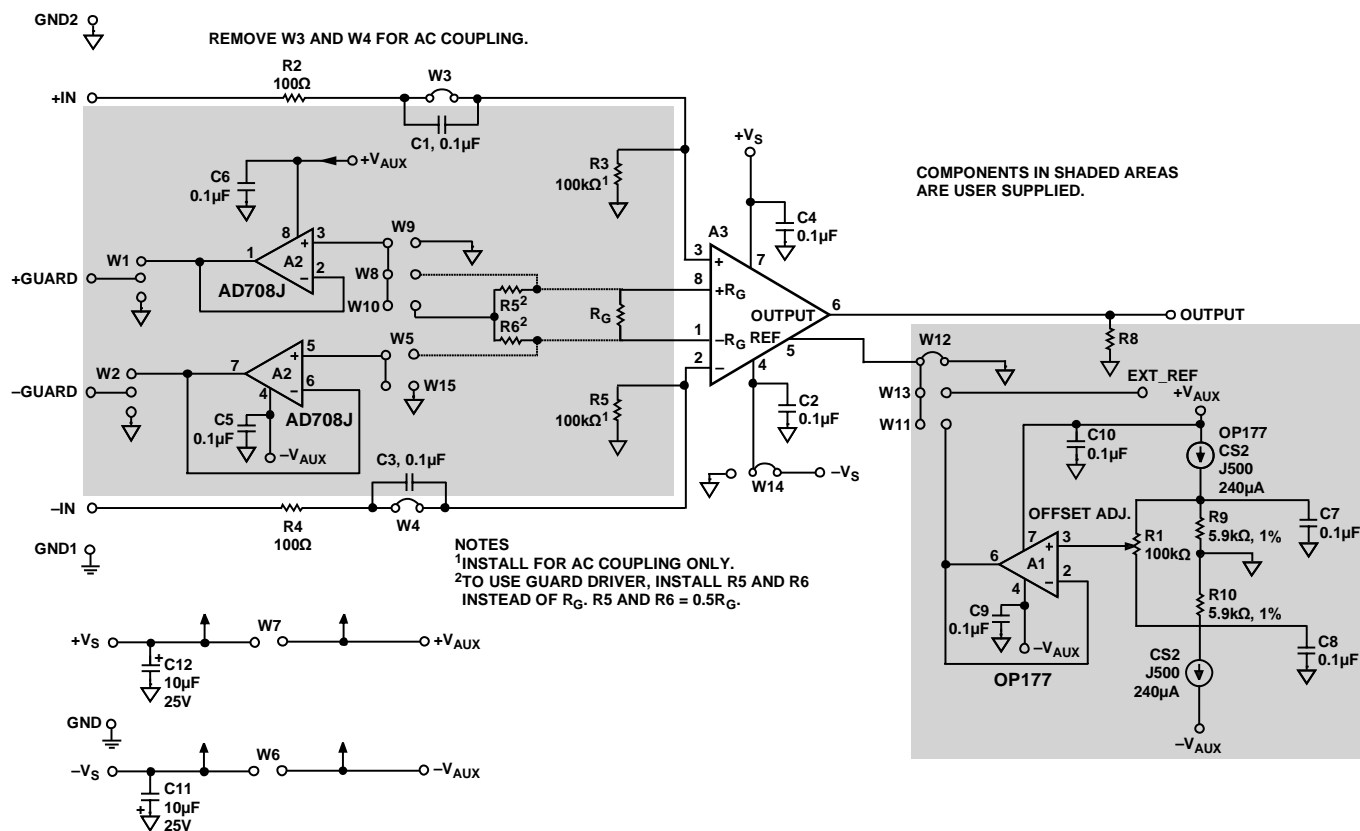 GND2
REMOVE W3 AND W4 FOR AC COUPLING.
+IN
R2
100Ω
W3
C1, 0.1µF
+VAUX
C6
0.1µF
8
3
+
1
A2
2
–
AD708J
W1
+GUARD
W9
W8
W10
R5²
R6²
RG
R3
100kΩ¹
+VS
C4
0.1µF
A3
3
+
7
8
+RG
OUTPUT
6
1
–RG
REF
5
2
–
4
COMPONENTS IN SHADED AREAS
ARE USER SUPPLIED.
OUTPUT
R8
W2
–GUARD
7
5
+
A2
6
–
4
AD708J
C5
0.1µF
–VAUX
W5
W15
R5
100kΩ¹
C2
0.1µF
W14
–VS
C3, 0.1µF
–IN
R4
100Ω
W4
GND1
W12
W13
EXT_REF
W11
+VAUX
C10
0.1µF
OP177
CS2
J500
240µA
OFFSET ADJ.
R1
100kΩ
R9
5.9kΩ, 1%
C7
0.1µF
7
3
+
6
A1
2
–
4
R10
5.9kΩ, 1%
C9
0.1µF
–VAUX
OP177
C8
0.1µF
CS2
J500
240µA
–VAUX
NOTES
¹INSTALL FOR AC COUPLING ONLY.
²TO USE GUARD DRIVER, INSTALL R5 AND R6
INSTEAD OF RG. R5 AND R6 = 0.5RG.
+VS
W7
+VAUX
+
C12
10µF
25V
GND
–VS
W6
–VAUX
+
C11
10µF
25V